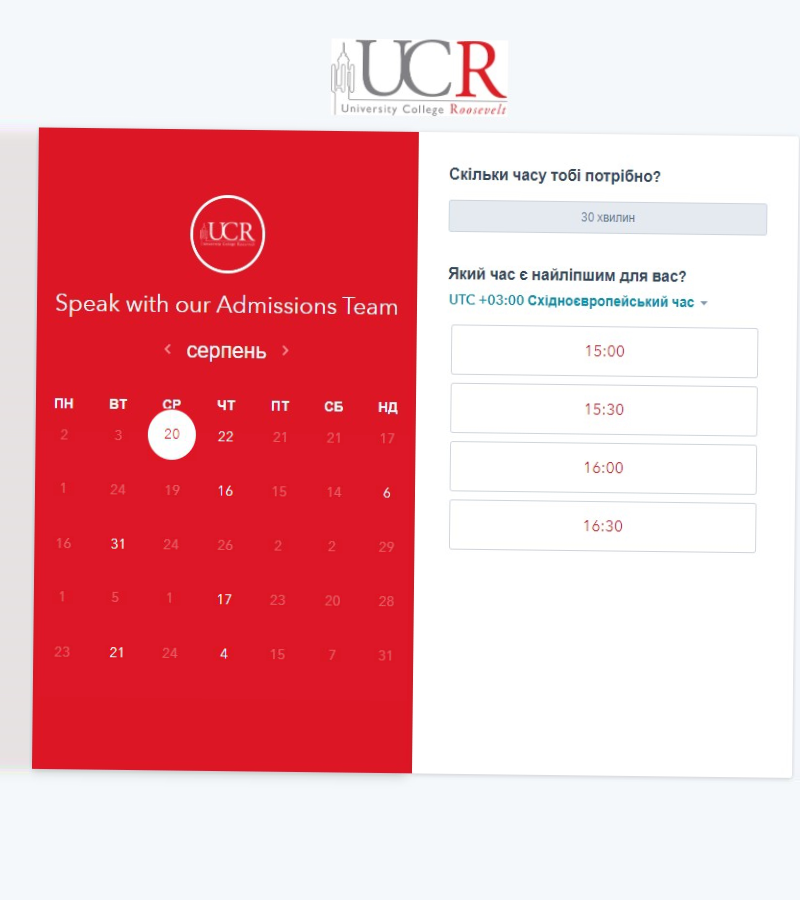 UCR
University College Roosevelt
UCR
Speak with our Admissions Team
серпень
ПН ВТ СР ЧТ ПТ СБ НД
2 3 20 22 21 21 17
1 24 19 16 15 14 6
16 31 24 26 2 2 29
1 5 1 17 23 20 28
23 21 24 4 15 7 31
Скільки часу тобі потрібно?
30 хвилин
Який час є найліпшим для вас?
UTC +03:00 Східноєвропейський час
15:00
15:30
16:00
16:30